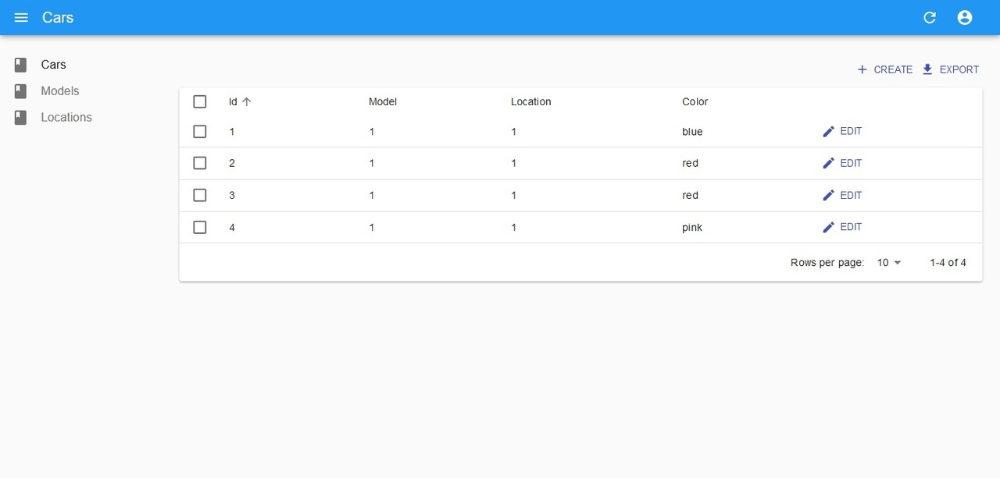 Cars
Cars
Models
Locations
CREATE EXPORT
Id Model Location Color
1 1 1 blue EDIT
2 1 1 red EDIT
3 1 1 red EDIT
4 1 1 pink EDIT
Rows per page: 10 1-4 of 4